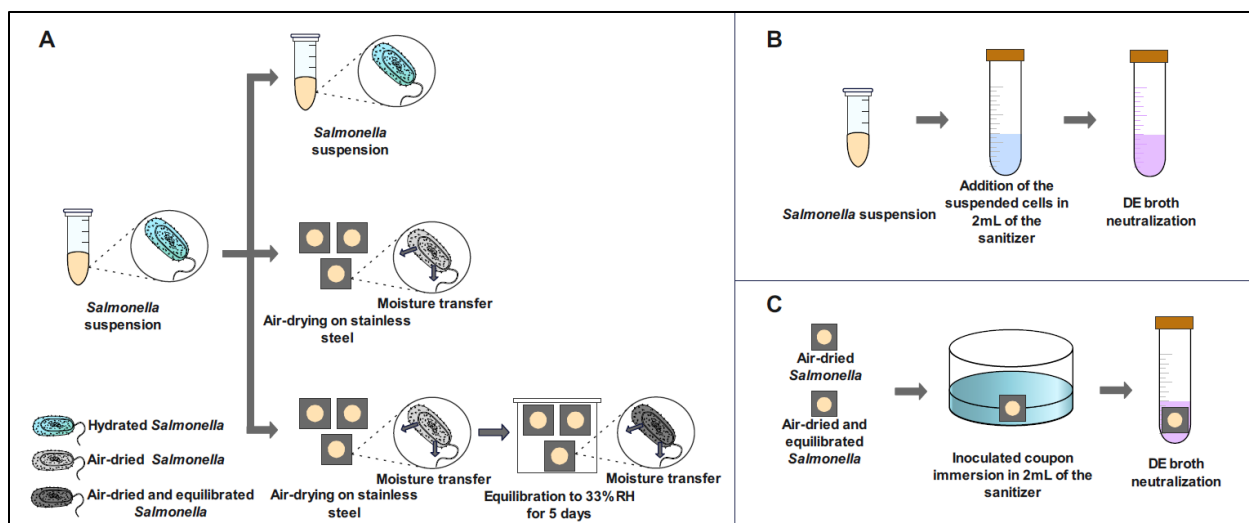 A
Salmonella
suspension
Salmonella
suspension
Moisture transfer
Air-drying on stainless
steel
Hydrated Salmonella
Air-dried Salmonella
Air-dried and equilibrated
Salmonella
Moisture transfer
Air-drying on stainless
steel
Equilibration to 33%RH
for 5 days
Moisture transfer
B
Salmonella suspension
Addition of the
suspended cells in
2mL of the
sanitizer
DE broth
neutralization
C
Air-dried
Salmonella
Air-dried and
equilibrated
Salmonella
Inoculated coupon
immersion in 2mL of the
sanitizer
DE broth
neutralization